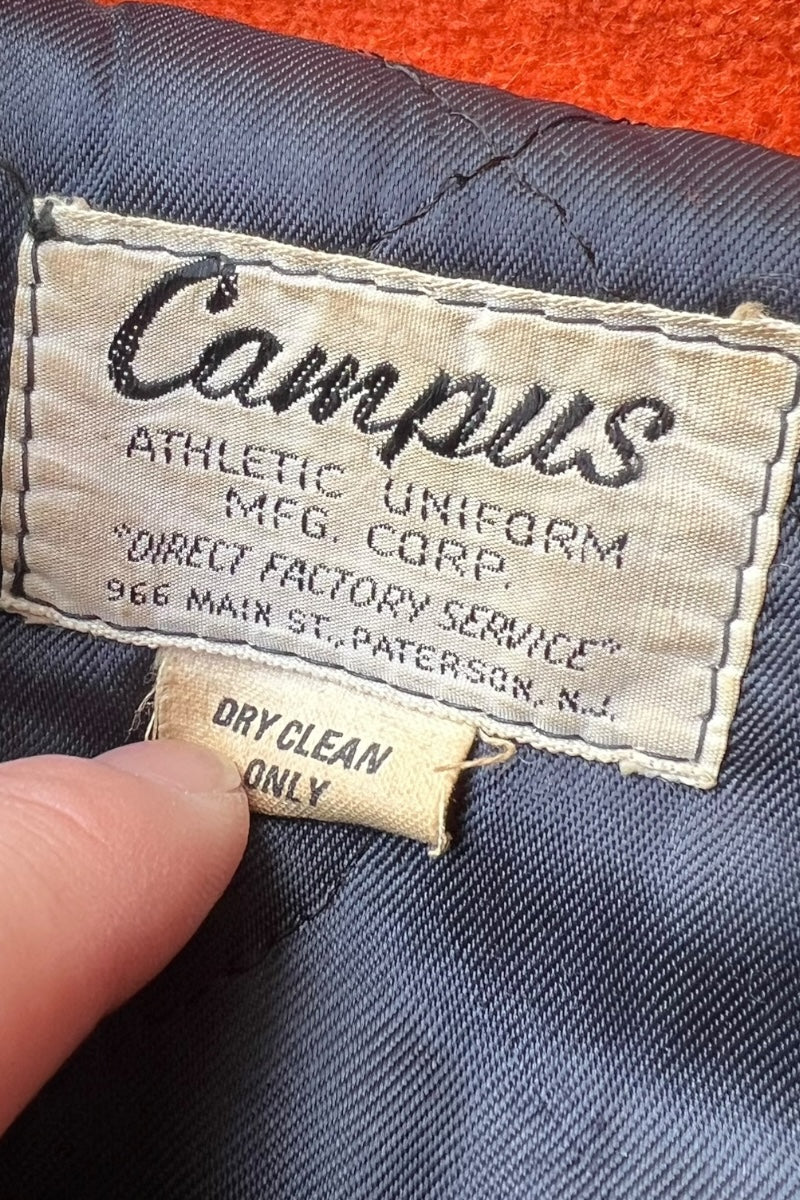 Campus
ATHLETIC UNIFORM
MFG. CORP.
"DIRECT FACTORY SERVICE"
966 MAIN ST., PATERSON, N.J.
DRY CLEAN
ONLY